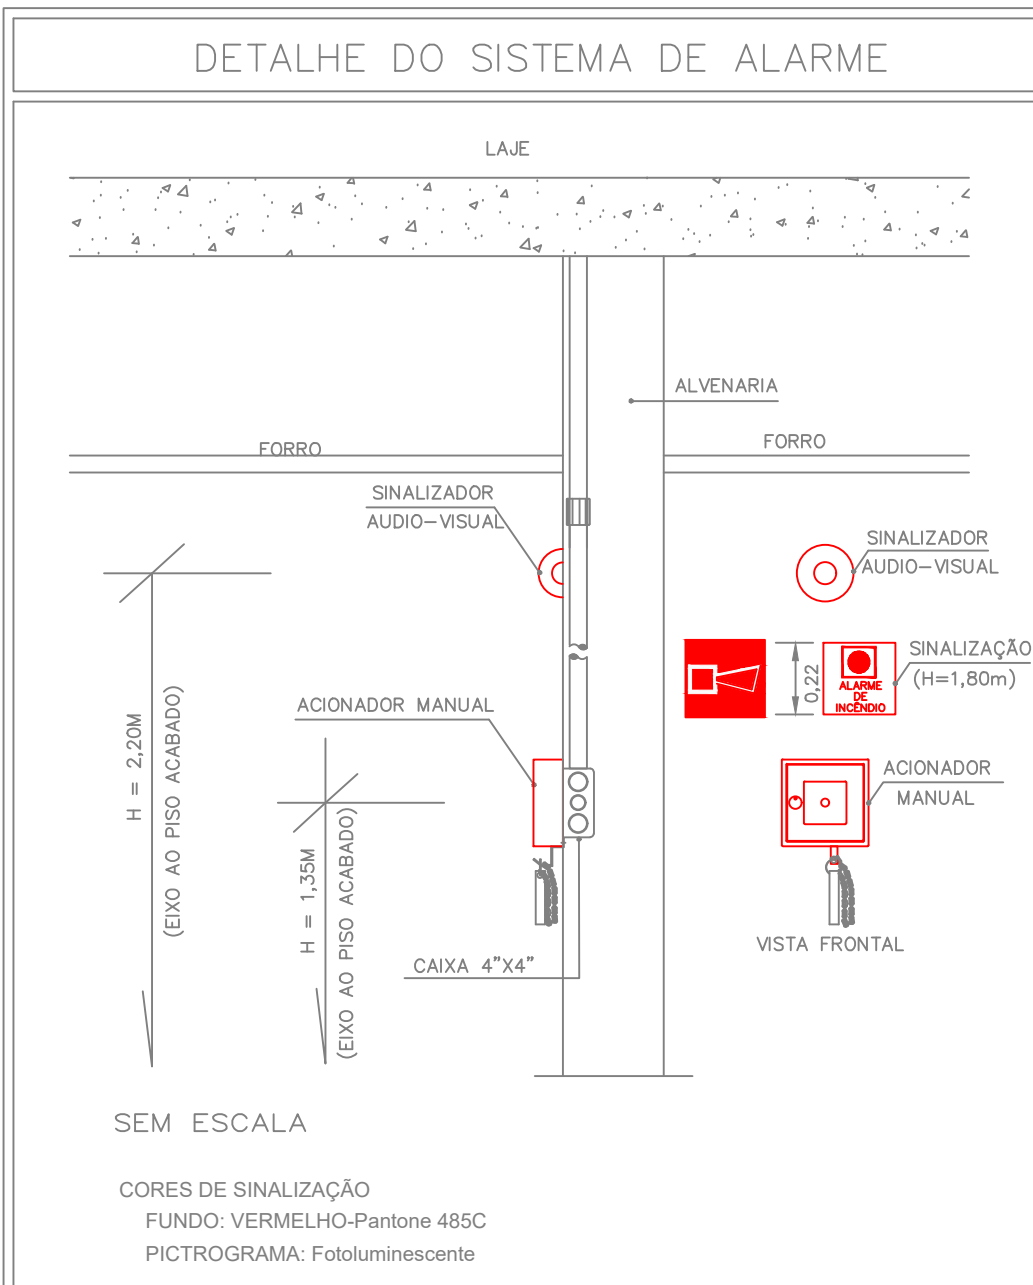 DETALHE DO SISTEMA DE ALARME
LAJE
ALVENARIA
FORRO
FORRO
SINALIZADOR
AUDIO-VISUAL
SINALIZADOR
AUDIO-VISUAL
SINALIZAÇÃO
(H=1,80m)
0,22
ALARME
DE
INCÊNDIO
ACIONADOR MANUAL
ACIONADOR
MANUAL
H = 2,20M
(EIXO AO PISO ACABADO)
H = 1,35M
(EIXO AO PISO ACABADO)
VISTA FRONTAL
CAIXA 4"X4"
SEM ESCALA
CORES DE SINALIZAÇÃO
FUNDO: VERMELHO-Pantone 485C
PICTROGRAMA: Fotoluminescente